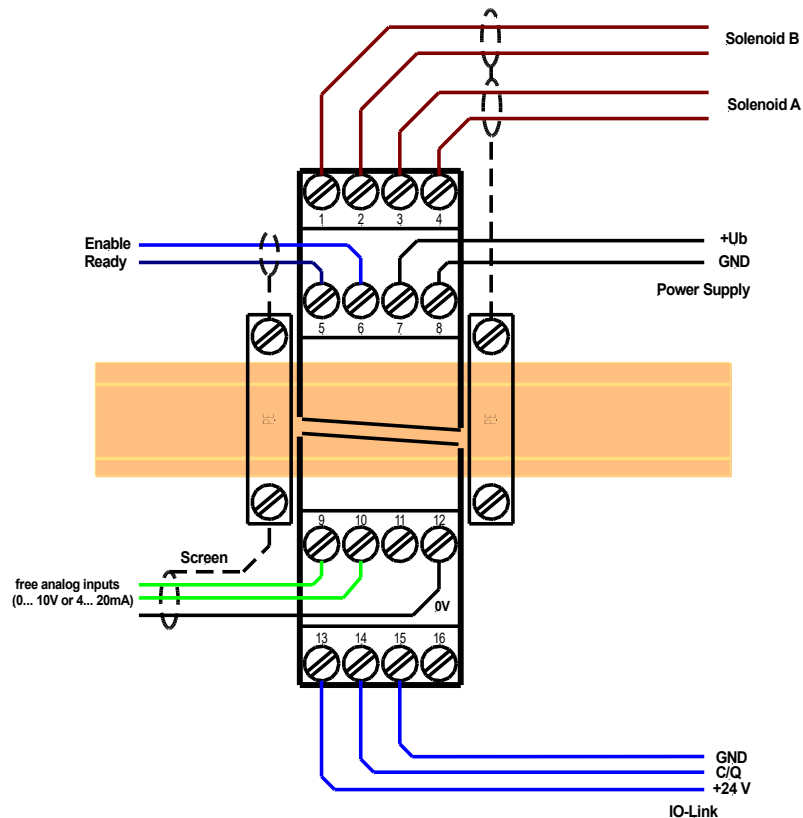 Solenoid B
Solenoid A
1 2 3 4
Enable
+Ub
Ready
GND
Power Supply
5 6 7 8
PE
PE
9 10 11 12
Screen
free analog inputs
(0... 10V or 4... 20mA)
0V
13 14 15 16
GND
C/Q
+24 V
IO-Link